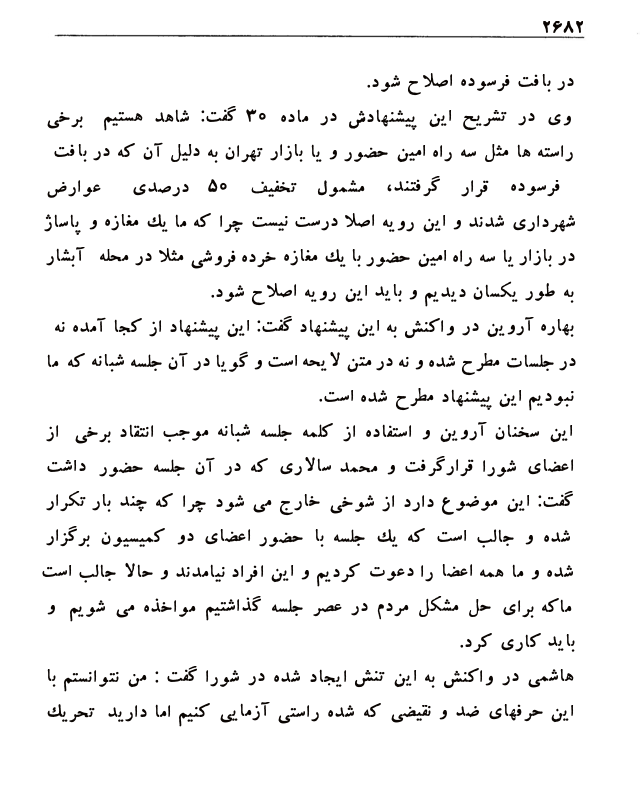 ۲۶۸۲
در بافت فرسوده اصلاح شود.
وی در تشریح این پیشنهادش در ماده ۳۰ گفت: شاهد هستیم برخی
راسته ها مثل سه راه امین حضور و یا بازار تهران به دلیل آن که در بافت
فرسوده قرار گرفتند، مشمول تخفیف ۵۰ درصدی عوارض
شهرداری شدند و این رویه اصلا درست نیست چرا که ما یك مغازه و پاساژ
در بازار یا سه راه امین حضور با یك مغازه خرده فروشی مثلا در محله آبشار
به طور یکسان دیدیم و باید این رویه اصلاح شود.
بهاره آروین در واکنش به این پیشنهاد گفت: این پیشنهاد از کجا آمده نه
در جلسات مطرح شده و نه در متن لایحه است و گویا در آن جلسه شبانه که ما
نبودیم این پیشنهاد مطرح شده است.
این سخنان آروین و استفاده از کلمه جلسه شبانه موجب انتقاد برخی از
اعضای شورا قرارگرفت و محمد سالاری که در آن جلسه حضور داشت
گفت: این موضوع دارد از شوخی خارج می شود چرا که چند بار تکرار
شده و جالب است که یك جلسه با حضور اعضای دو کمیسیون برگزار
شده و ما همه اعضا را دعوت کردیم و این افراد نیامدند و حالا جالب است
ماکه برای حل مشکل مردم در عصر جلسه گذاشتیم مواخذه می شویم و
باید کاری کرد.
هاشمی در واکنش به این تنش ایجاد شده در شورا گفت : من نتوانستم با
این حرفهای ضد و نقیضی که شده راستی آزمایی کنیم اما دارید تحریك